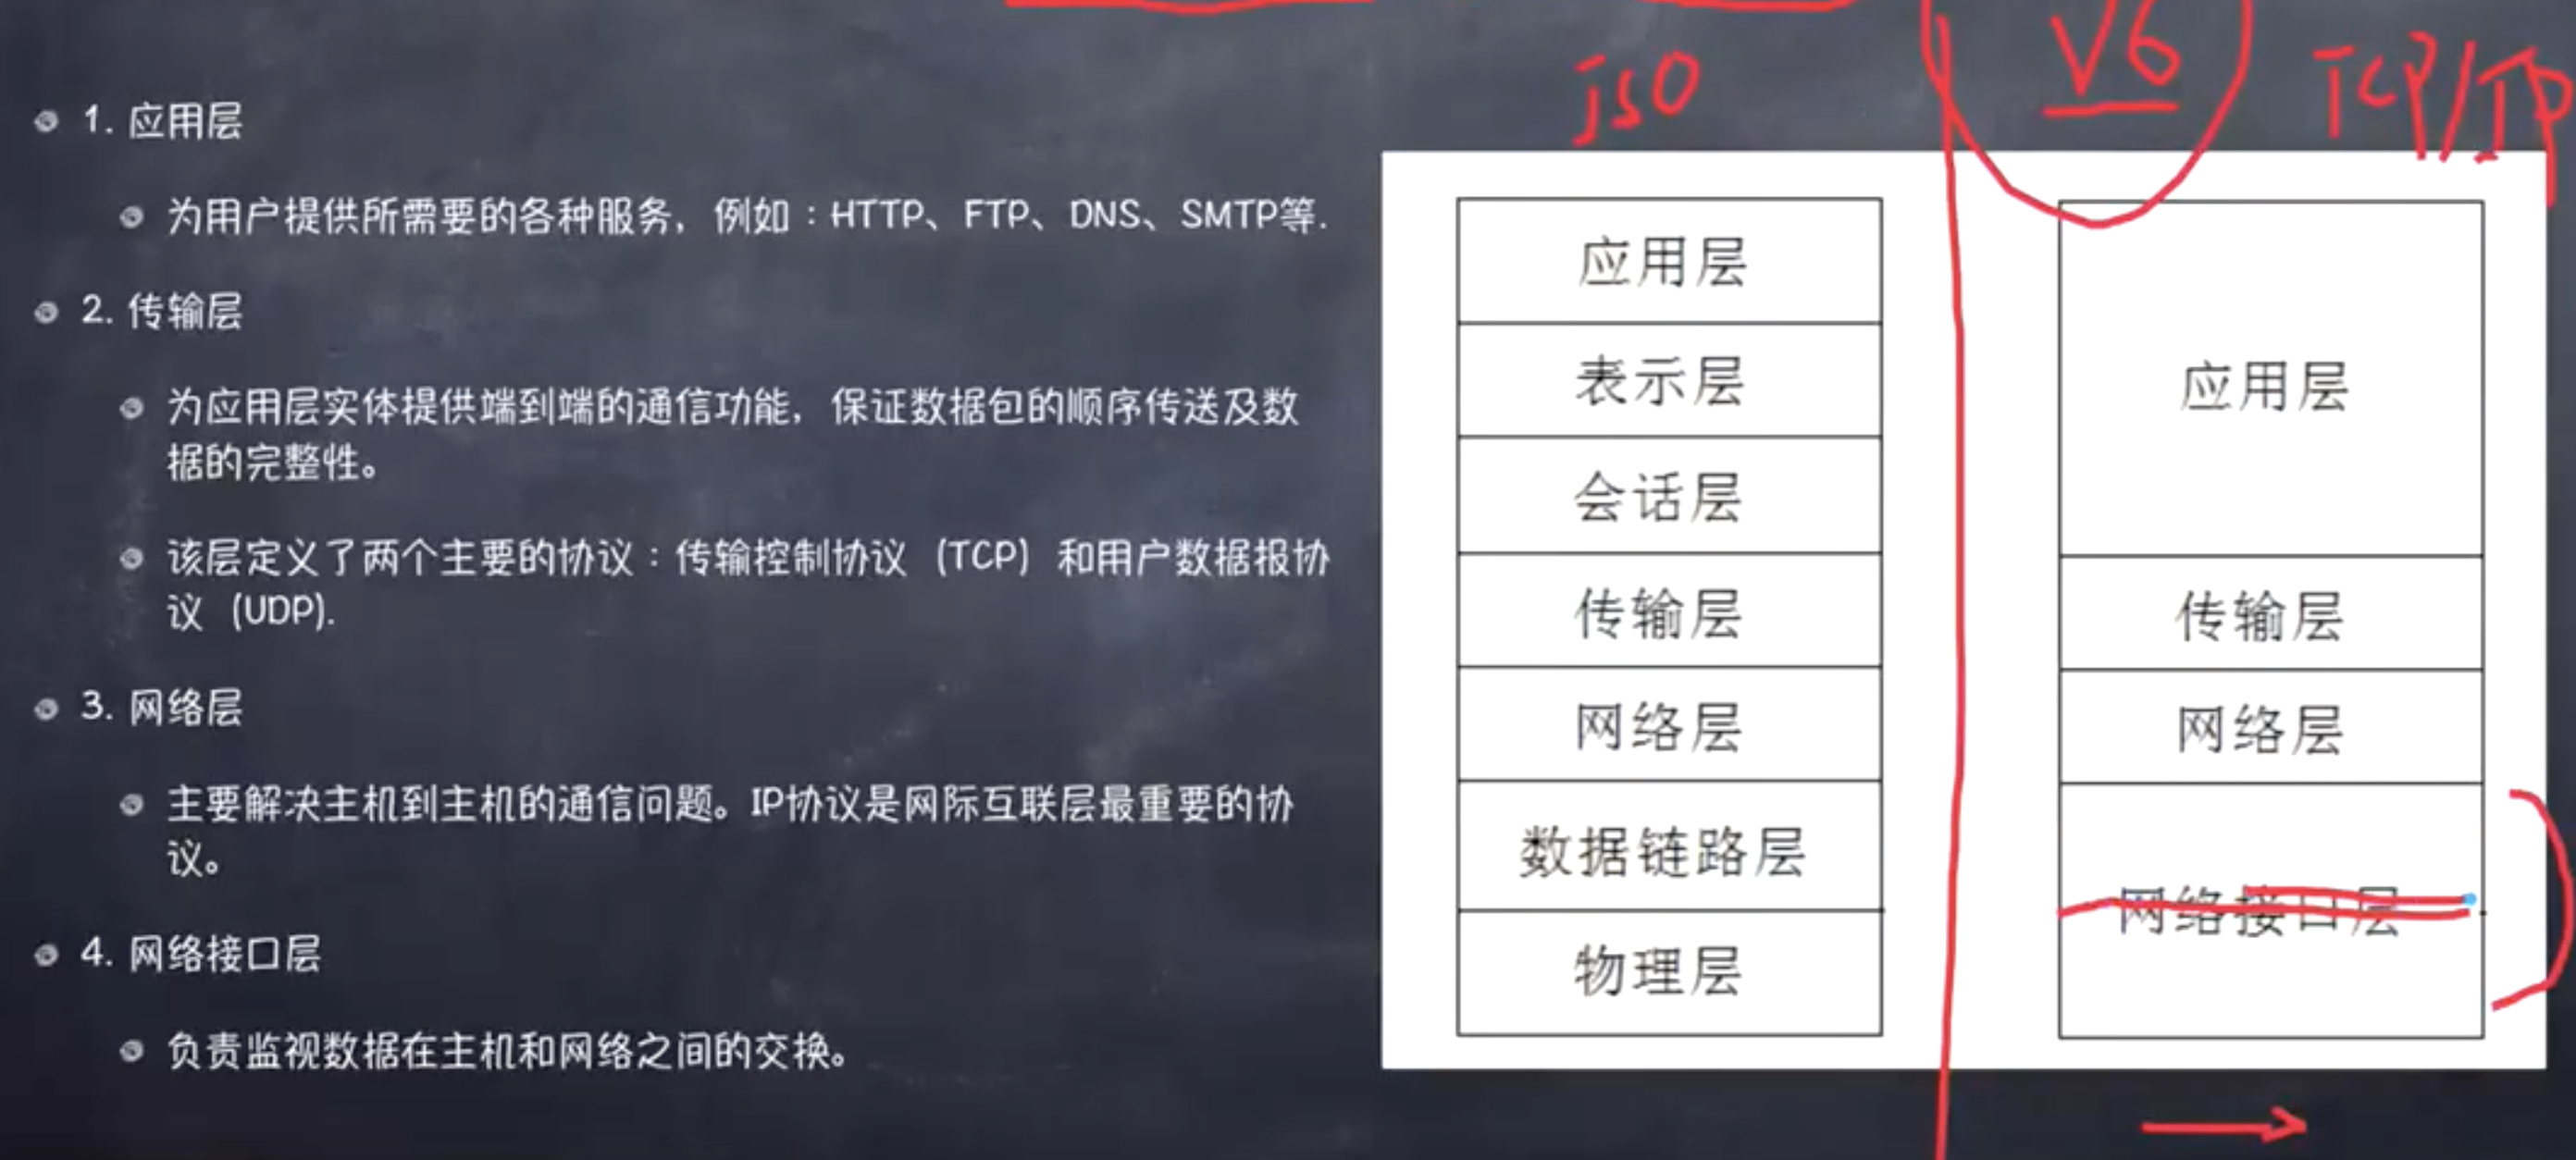 1. 应用层
为用户提供所需要的各种服务，例如：HTTP、FTP、DNS、SMTP等.
2. 传输层
为应用层实体提供端到端的通信功能，保证数据包的顺序传送及数
据的完整性。
该层定义了两个主要的协议：传输控制协议（TCP）和用户数据报协
议（UDP).
3. 网络层
主要解决主机到主机的通信问题。IP协议是网际互联层最重要的协
议。
4. 网络接口层
负责监视数据在主机和网络之间的交换。
ISO
应用层
表示层
会话层
传输层
网络层
数据链路层
物理层
V6
TCP/IP
应用层
传输层
网络层
网络接口层